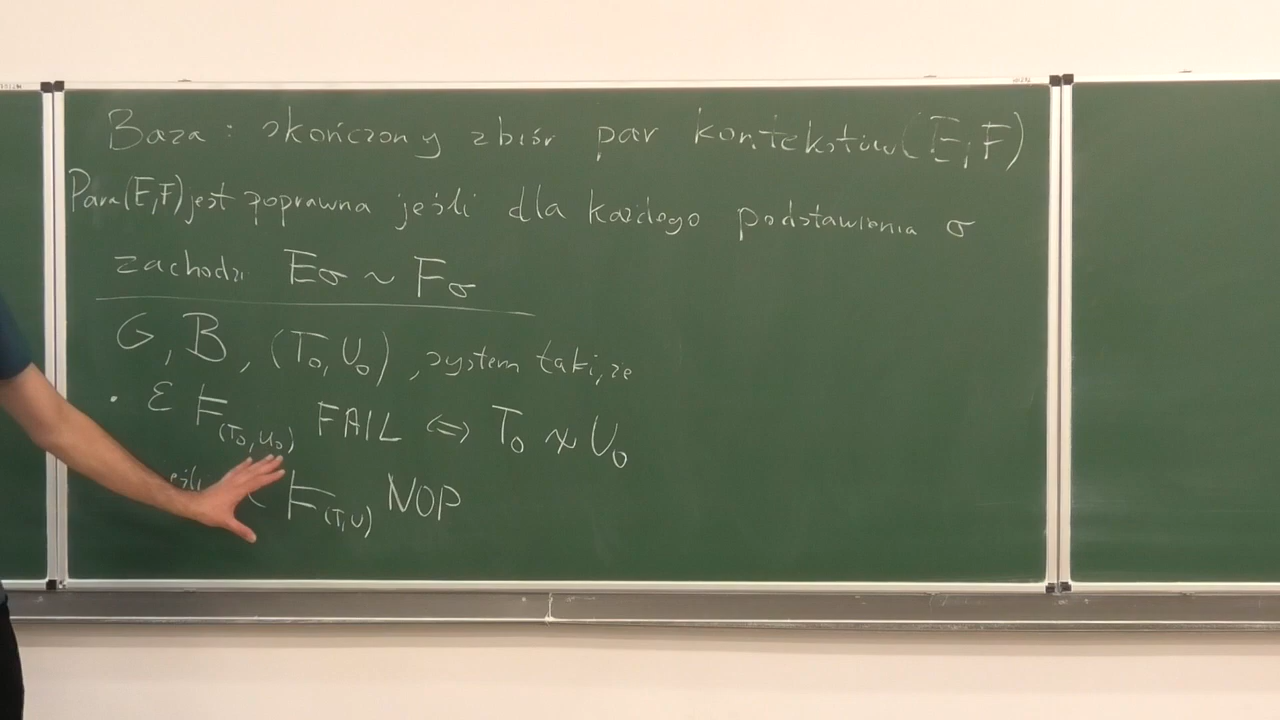 Baza: skończony zbiór par kontekstów (E,F)
Para (E,F) jest poprawna jeśli dla każdego podstawienia σ
zachodzi Eσ ~ Fσ
G, B, (T₀,U₀), system taki, że
· ε ⊨(T₀,U₀) FAIL ⇔ T₀ ≁ U₀
⊨(T,U) NOP